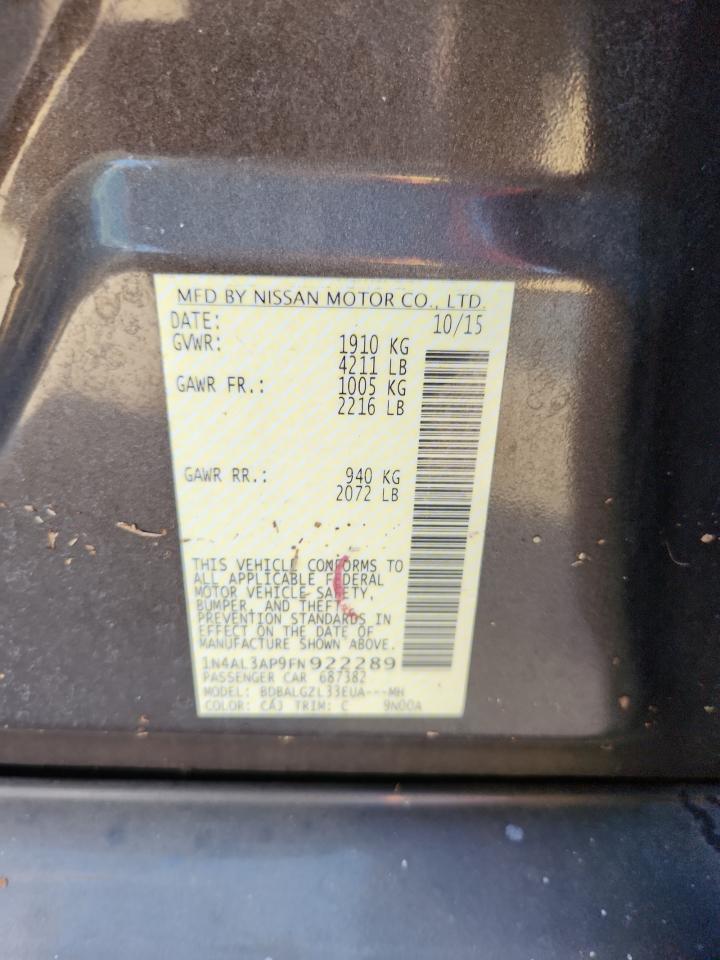 MFD BY NISSAN MOTOR CO., LTD.
DATE: 10/15
GVWR: 1910 KG
4211 LB
GAWR FR.: 1005 KG
2216 LB
GAWR RR.: 940 KG
2072 LB
THIS VEHICLE CONFORMS TO
ALL APPLICABLE FEDERAL
MOTOR VEHICLE SAFETY,
BUMPER, AND THEFT
PREVENTION STANDARDS IN
EFFECT ON THE DATE OF
MANUFACTURE SHOWN ABOVE.
1N4AL3AP9FN922289
PASSENGER CAR 687382
MODEL: BDBALGZL33EUA---MH
COLOR: CAJ TRIM: C 9N00A